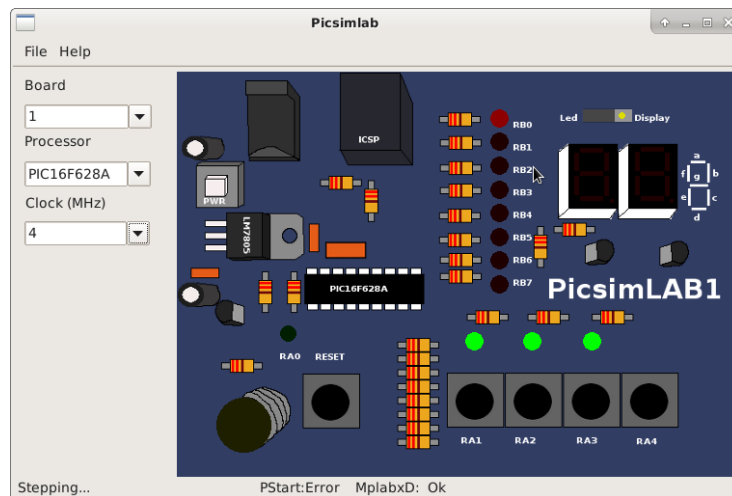 Picsimlab
File Help
Board
1
Processor
PIC16F628A
Clock (MHz)
4
ICSP
PWR
LM7805
PIC16F628A
RA0
RESET
RB0
RB1
RB2
RB3
RB4
RB5
RB6
RB7
Led Display
a
f g b
e c
d
PicsimLAB1
RA1 RA2 RA3 RA4
Stepping... PStart:Error MplabxD: Ok